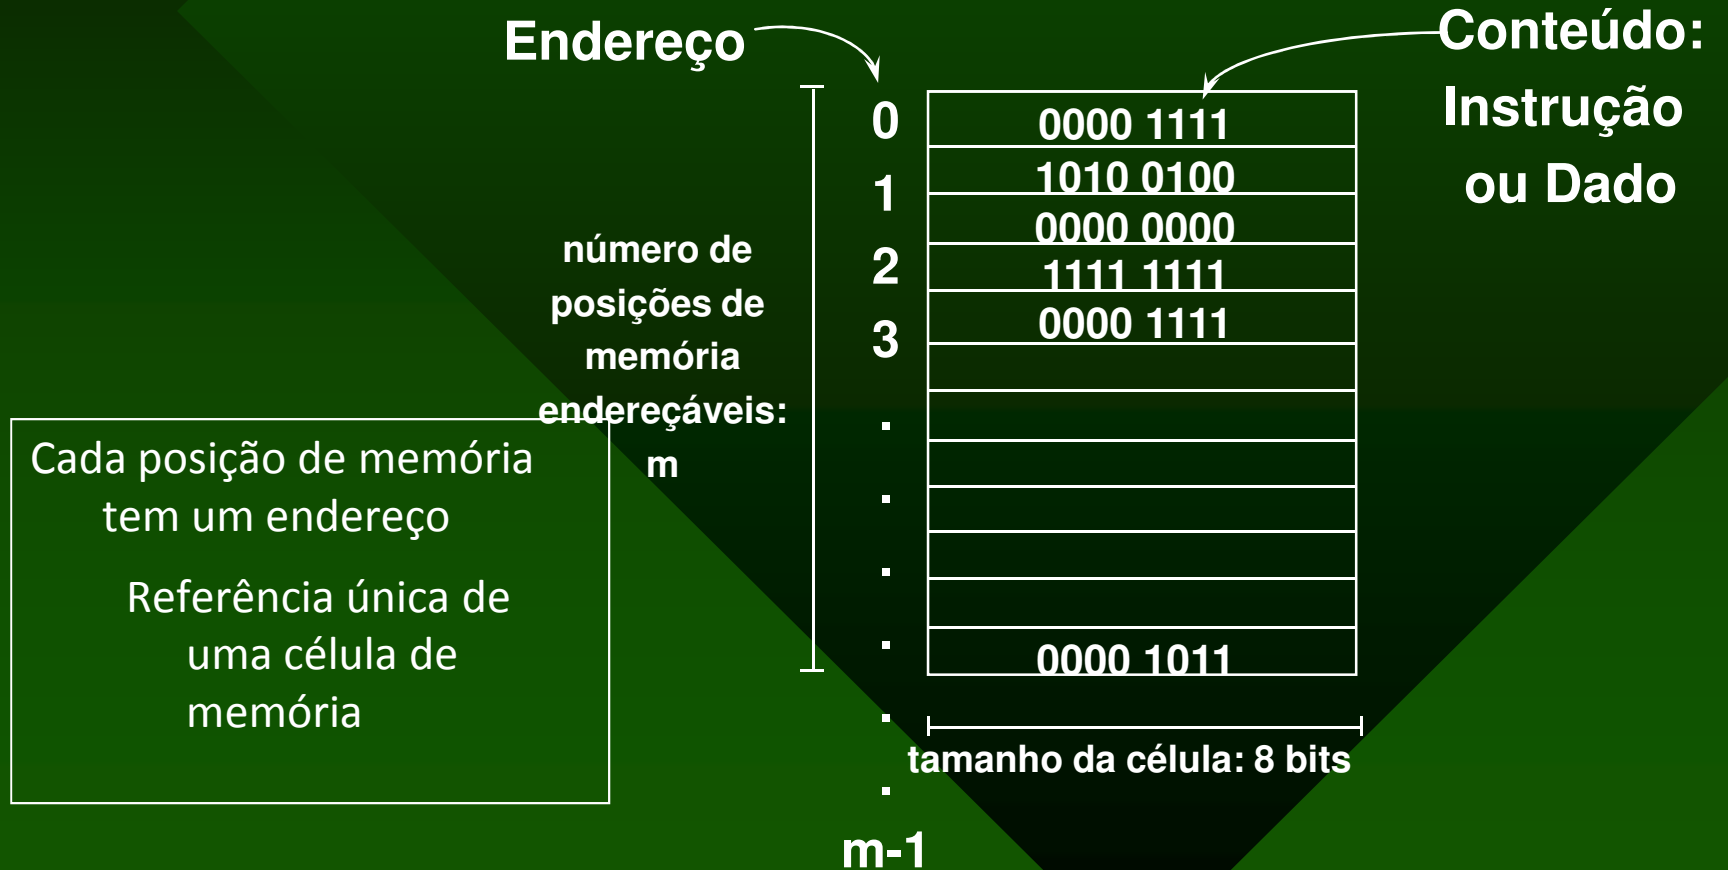 Endereço
Conteúdo:
Instrução
ou Dado
0
0000 1111
1
1010 0100
0000 0000
2
1111 1111
3
0000 1111
.
.
.
.
0000 1011
.
.
m-1
número de
posições de
memória
endereçáveis:
m
tamanho da célula: 8 bits
Cada posição de memória
tem um endereço
Referência única de
uma célula de
memória